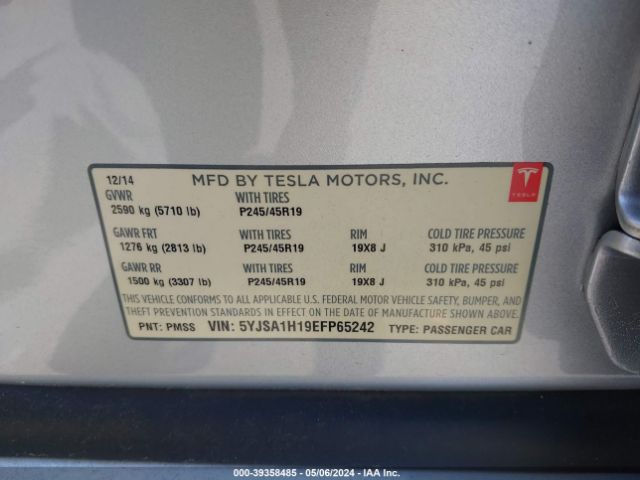 12/14 MFD BY TESLA MOTORS, INC.
TESLA
GVWR WITH TIRES
2590 kg (5710 lb) P245/45R19
GAWR FRT WITH TIRES RIM COLD TIRE PRESSURE
1276 kg (2813 lb) P245/45R19 19X8 J 310 kPa, 45 psi
GAWR RR WITH TIRES RIM COLD TIRE PRESSURE
1500 kg (3307 lb) P245/45R19 19X8 J 310 kPa, 45 psi
THIS VEHICLE CONFORMS TO ALL APPLICABLE U.S. FEDERAL MOTOR VEHICLE SAFETY, BUMPER, AND
THEFT PREVENTION STANDARDS IN EFFECT ON THE DATE OF MANUFACTURE SHOWN ABOVE.
PNT: PMSS VIN: 5YJSA1H19EFP65242 TYPE: PASSENGER CAR
000-39358485 - 05/06/2024 - IAAI Corp.